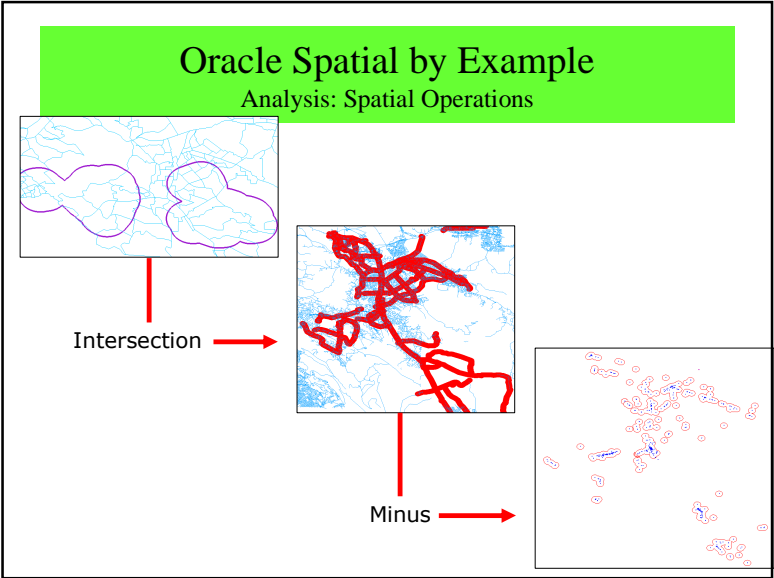 Oracle Spatial by Example
Analysis: Spatial Operations
Intersection
Minus